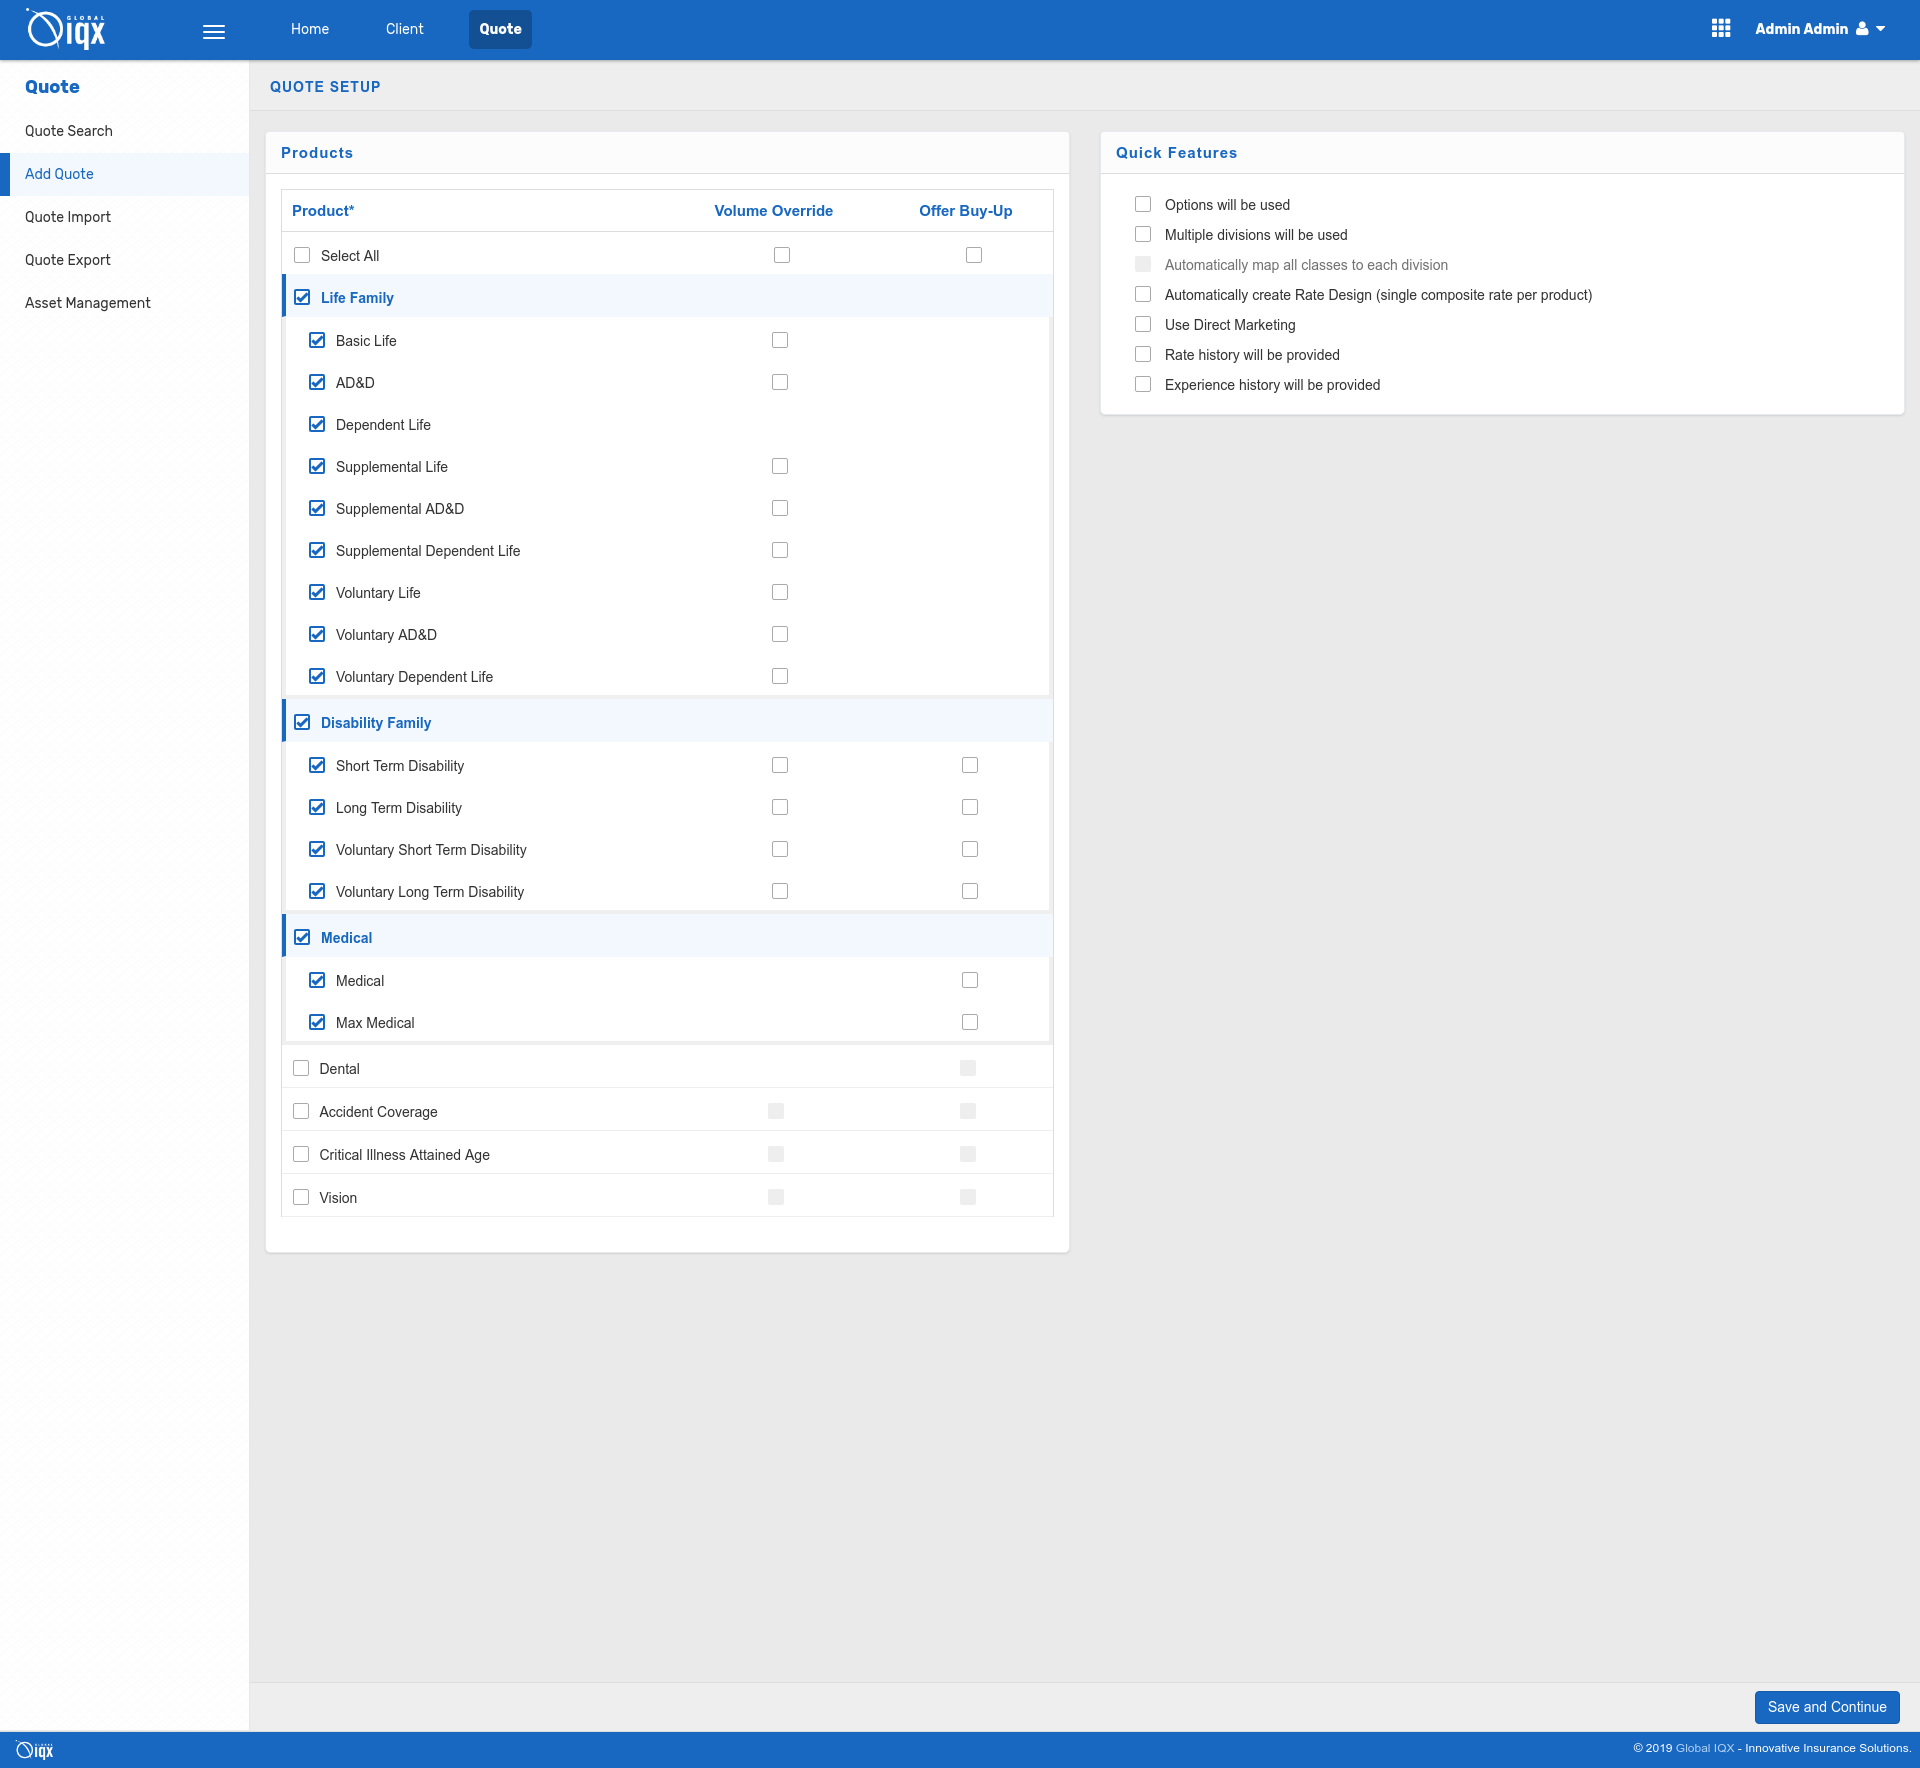 GLOBAL
iqx
Home
Client
Quote
Admin Admin
Quote
Quote Search
Add Quote
Quote Import
Quote Export
Asset Management
QUOTE SETUP
Products
Product* Volume Override Offer Buy-Up
Select All
Life Family
Basic Life
AD&D
Dependent Life
Supplemental Life
Supplemental AD&D
Supplemental Dependent Life
Voluntary Life
Voluntary AD&D
Voluntary Dependent Life
Disability Family
Short Term Disability
Long Term Disability
Voluntary Short Term Disability
Voluntary Long Term Disability
Medical
Medical
Max Medical
Dental
Accident Coverage
Critical Illness Attained Age
Vision
Quick Features
Options will be used
Multiple divisions will be used
Automatically map all classes to each division
Automatically create Rate Design (single composite rate per product)
Use Direct Marketing
Rate history will be provided
Experience history will be provided
Save and Continue
GLOBAL
iqx
© 2019 Global IQX - Innovative Insurance Solutions.